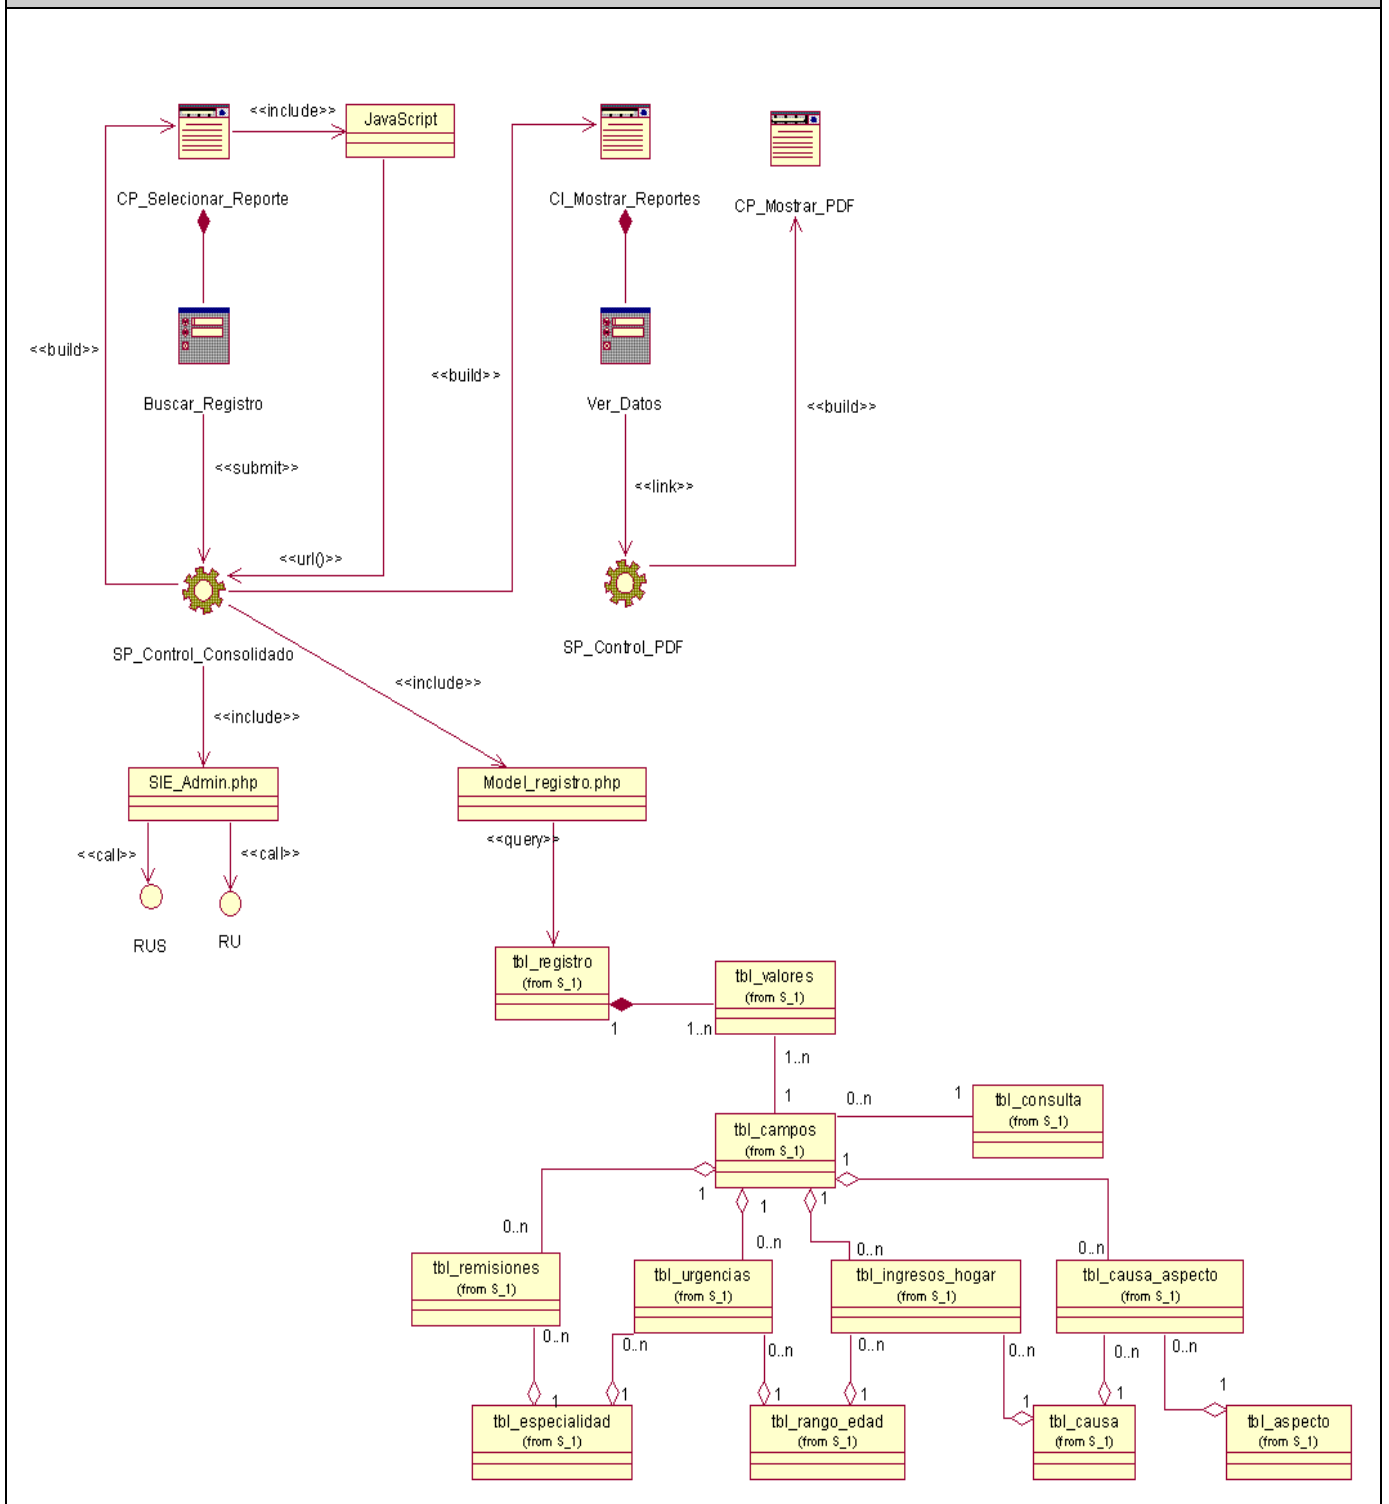 <<include>>
JavaScript
CP_Selecionar_Reporte
CI_Mostrar_Reportes
CP_Mostrar_PDF
<<build>>
<<build>>
Buscar_Registro
Ver_Datos
<<build>>
<<submit>>
<<link>>
<<url()>>
SP_Control_Consolidado
SP_Control_PDF
<<include>>
<<include>>
SIE_Admin.php
Model_registro.php
<<query>>
<<call>>
<<call>>
RUS
RU
tbl_registro
(from S_1)
tbl_valores
(from S_1)
1
1..n
1..n
1
0..n
1
tbl_consulta
(from S_1)
tbl_campos
(from S_1)
1
1
1
1
0..n
0..n
0..n
0..n
tbl_remisiones
(from S_1)
tbl_urgencias
(from S_1)
tbl_ingresos_hogar
(from S_1)
tbl_causa_aspecto
(from S_1)
0..n
0..n
0..n
0..n
0..n
0..n
0..n
1
1
1
1
1
1
1
tbl_especialidad
(from S_1)
tbl_rango_edad
(from S_1)
tbl_causa
(from S_1)
tbl_aspecto
(from S_1)